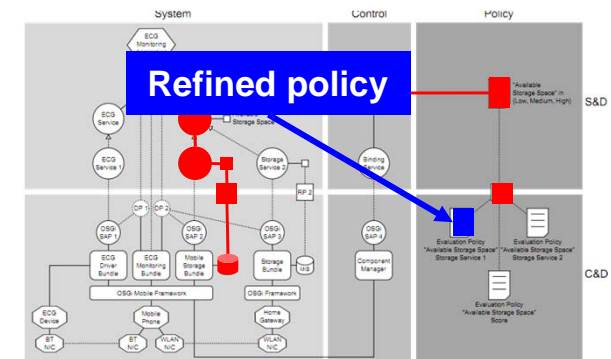 System
Control
Policy
ECG
Monitoring
Refined policy
"Available
Storage Space" in
{Low, Medium, High}
S&D
ECG
Service
Storage Space
ECG
Service 1
Storage
Service 2
Binding
Service
RP 2
DP 1
DP 2
OSGi
SAP 1
OSGi
SAP 2
OSGi
SAP 3
OSGi
SAP 4
Evaluation Policy
"Available Storage Space"
Storage Service 1
Evaluation Policy
"Available Storage Space"
Storage Service 2
ECG
Driver
Bundle
ECG
Monitoring
Bundle
Mobile
Storage
Bundle
Storage
Bundle
MIB
Component
Manager
C&D
OSGi Mobile Framework
OSGi Framework
Evaluation Policy
"Available Storage Space"
Score
ECG
Device
Mobile
Phone
Home
Gateway
BT
NIC
BT
NIC
WLAN
NIC
WLAN
NIC